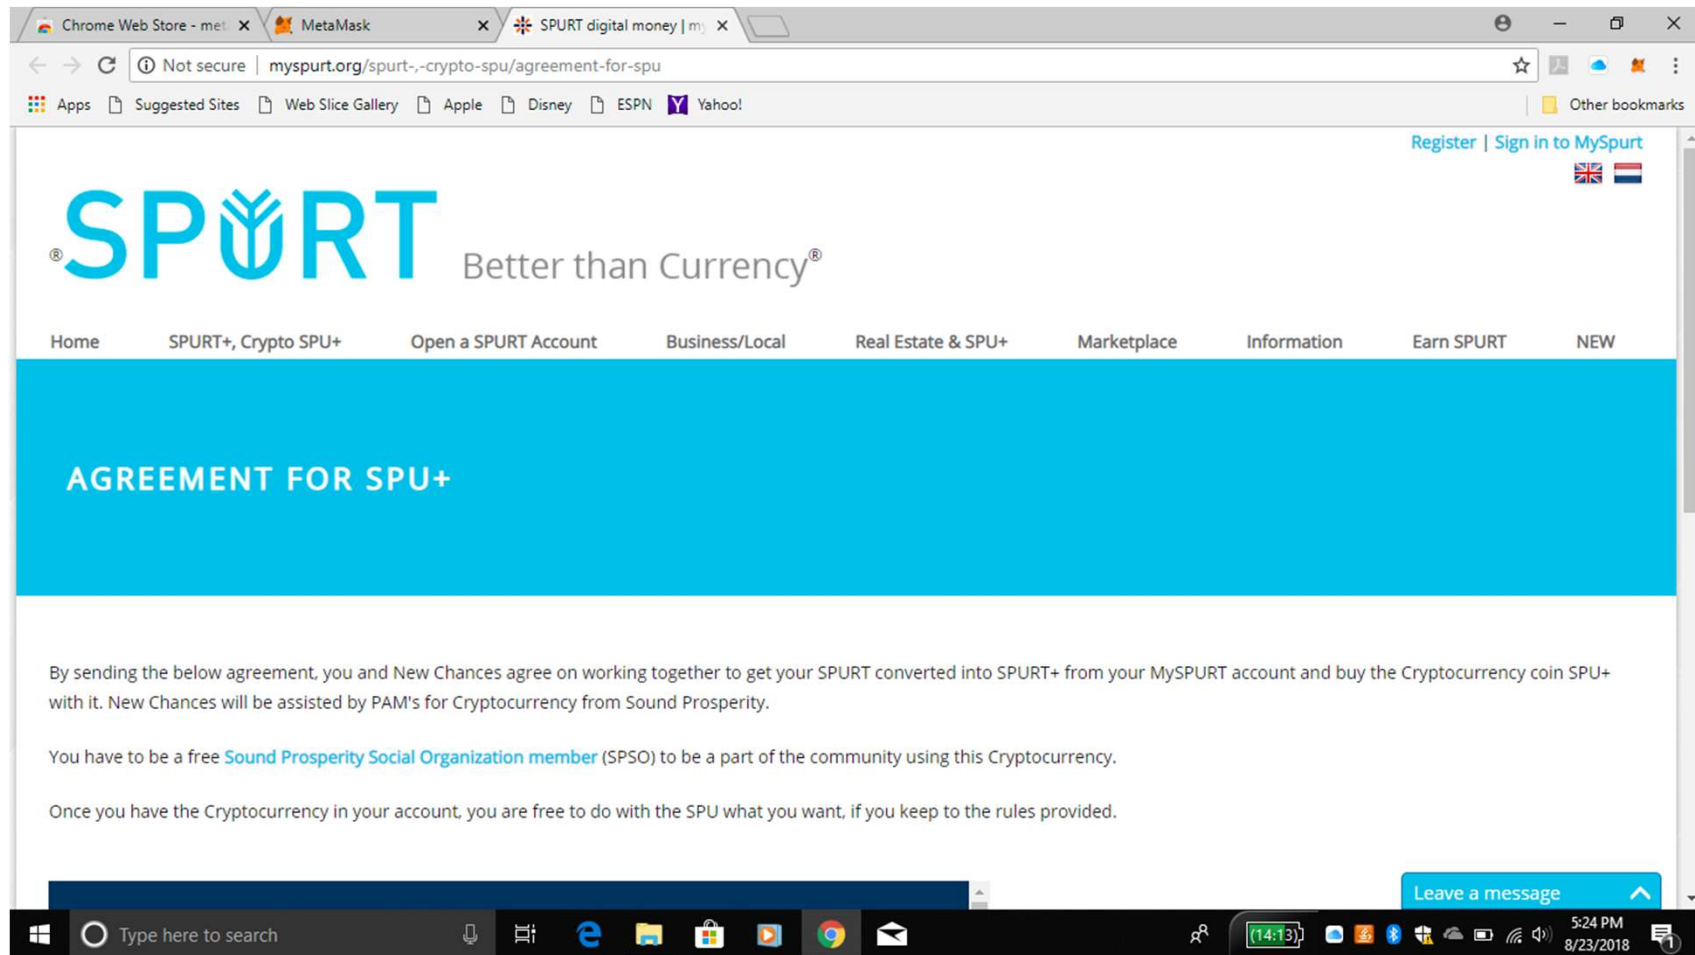 Chrome Web Store - met
MetaMask
SPURT digital money | my
Not secure | myspurt.org/spurt-,-crypto-spu/agreement-for-spu
Apps Suggested Sites Web Slice Gallery Apple Disney ESPN Yahoo! Other bookmarks
Register | Sign in to MySpurt
®SPURT Better than Currency®
Home SPURT+, Crypto SPU+ Open a SPURT Account Business/Local Real Estate & SPU+ Marketplace Information Earn SPURT NEW
AGREEMENT FOR SPU+
By sending the below agreement, you and New Chances agree on working together to get your SPURT converted into SPURT+ from your MySPURT account and buy the Cryptocurrency coin SPU+
with it. New Chances will be assisted by PAM's for Cryptocurrency from Sound Prosperity.
You have to be a free Sound Prosperity Social Organization member (SPSO) to be a part of the community using this Cryptocurrency.
Once you have the Cryptocurrency in your account, you are free to do with the SPU what you want, if you keep to the rules provided.
Leave a message
Type here to search
(14:13)
5:24 PM
8/23/2018
1